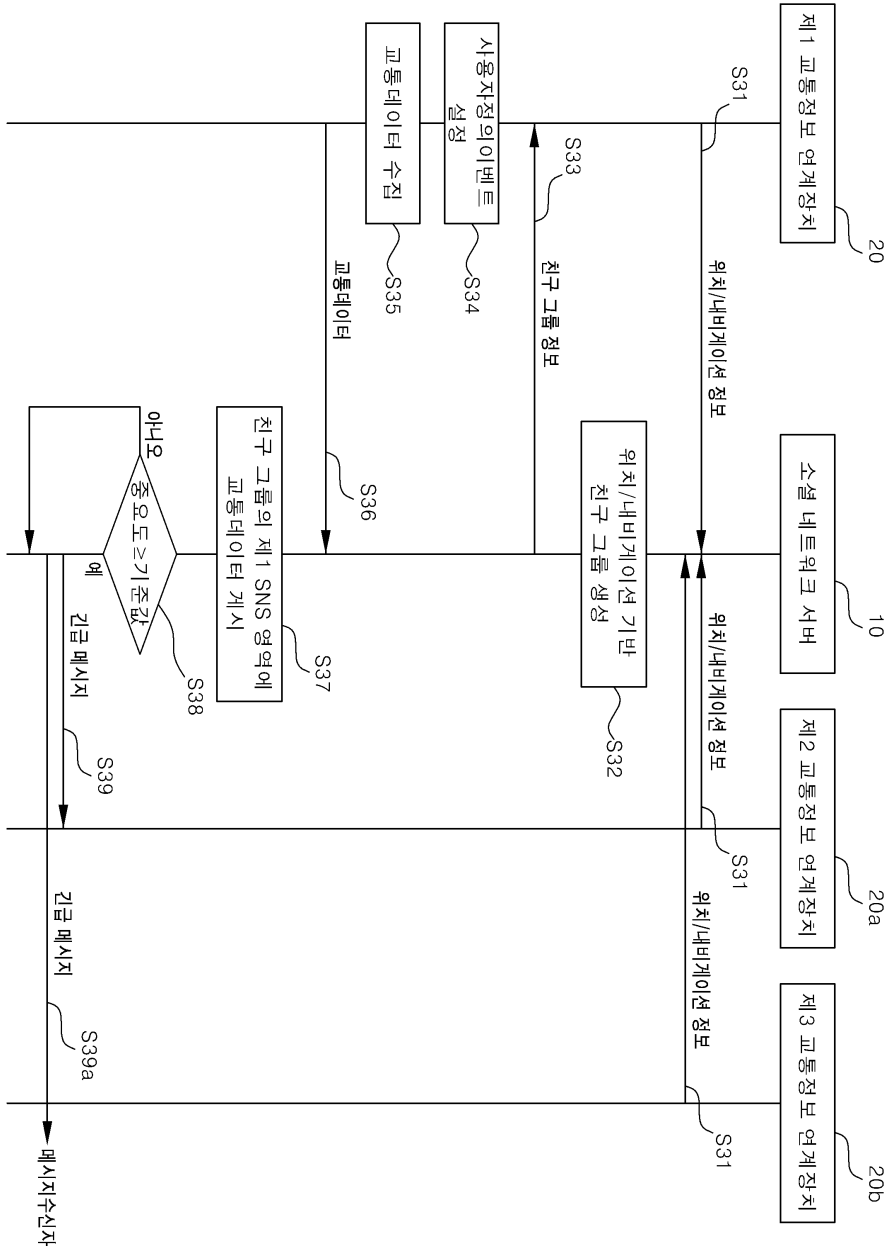 20
10
20a
20b
제1 교통정보 연계장치
소셜 네트워크 서버
제2 교통정보 연계장치
제3 교통정보 연계장치
S31
위치/내비게이션 정보
위치/내비게이션 정보
S31
위치/내비게이션 정보
S31
위치/내비게이션 기반
친구 그룹 생성
S32
S33
친구 그룹 정보
사용자정의이벤트
설정
S34
교통데이터 수집
S35
교통데이터
S36
친구 그룹의 제1 SNS 영역에
교통데이터 게시
S37
아니오
중요도≥기준값
S38
예
긴급 메시지
S39
긴급 메시지
S39a
메시지수신자